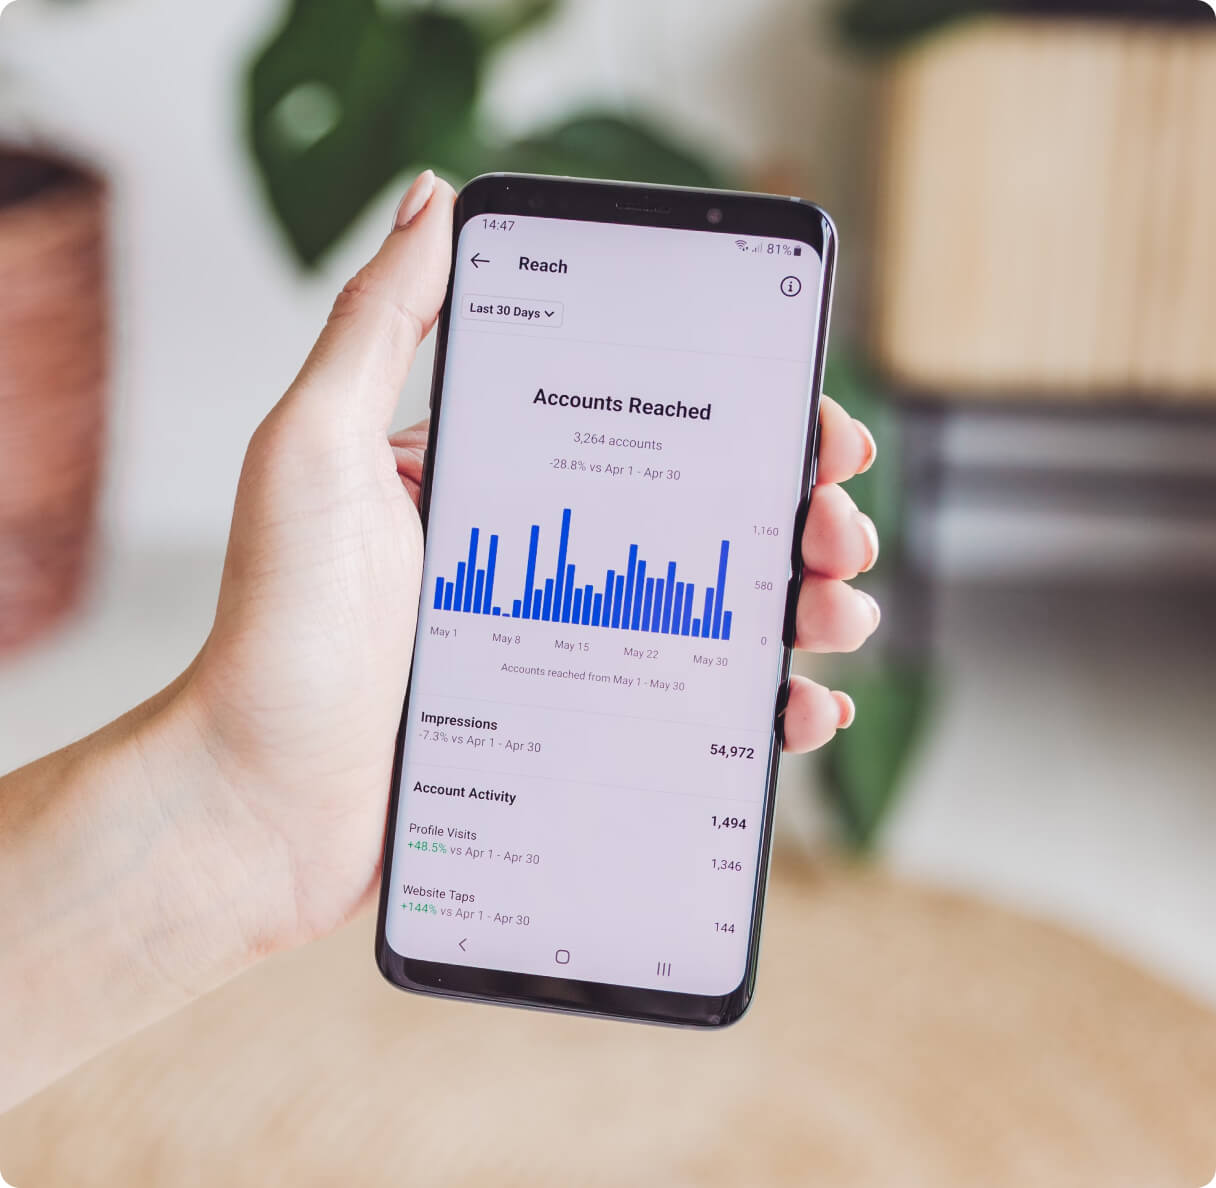 14:47
81%
Reach
Last 30 Days
Accounts Reached
3,264 accounts
-28.8% vs Apr 1 - Apr 30
1,160
580
0
May 1 May 8 May 15 May 22 May 30
Accounts reached from May 1 - May 30
Impressions
-7.3% vs Apr 1 - Apr 30
54,972
Account Activity
1,494
Profile Visits
+48.5% vs Apr 1 - Apr 30
1,346
Website Taps
+144% vs Apr 1 - Apr 30
144